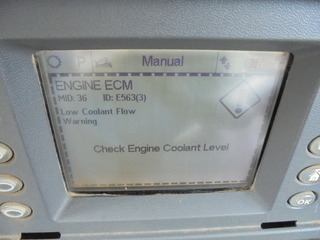 P Manual
ENGINE ECM
MID: 36 ID: E563(3)
Low Coolant Flow
Warning
Check Engine Coolant Level
OK